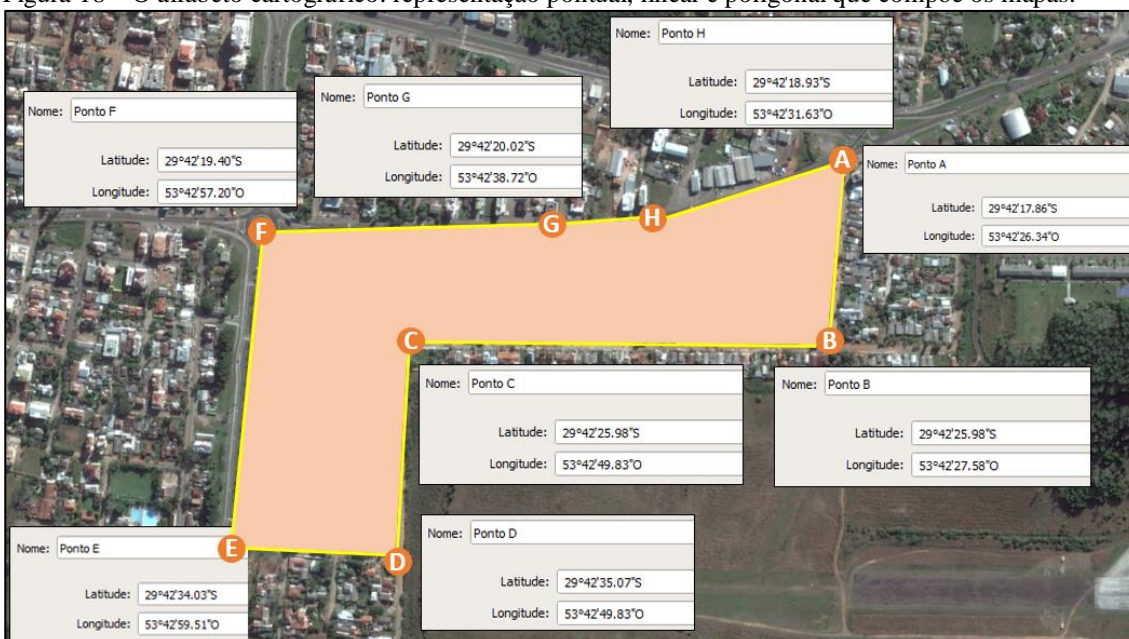 Figura 16 – O alfabeto cartográfico: representação pontual, linear e poligonal que compõe os mapas.
Nome: Ponto H
Latitude: 29°42'18.93"S
Longitude: 53°42'31.63"O
Nome: Ponto G
Latitude: 29°42'20.02"S
Longitude: 53°42'38.72"O
Nome: Ponto F
Latitude: 29°42'19.40"S
Longitude: 53°42'57.20"O
A
Nome: Ponto A
Latitude: 29°42'17.86"S
Longitude: 53°42'26.34"O
F
G
H
C
B
Nome: Ponto C
Latitude: 29°42'25.98"S
Longitude: 53°42'49.83"O
Nome: Ponto B
Latitude: 29°42'25.98"S
Longitude: 53°42'27.58"O
E
D
Nome: Ponto E
Latitude: 29°42'34.03"S
Longitude: 53°42'59.51"O
Nome: Ponto D
Latitude: 29°42'35.07"S
Longitude: 53°42'49.83"O